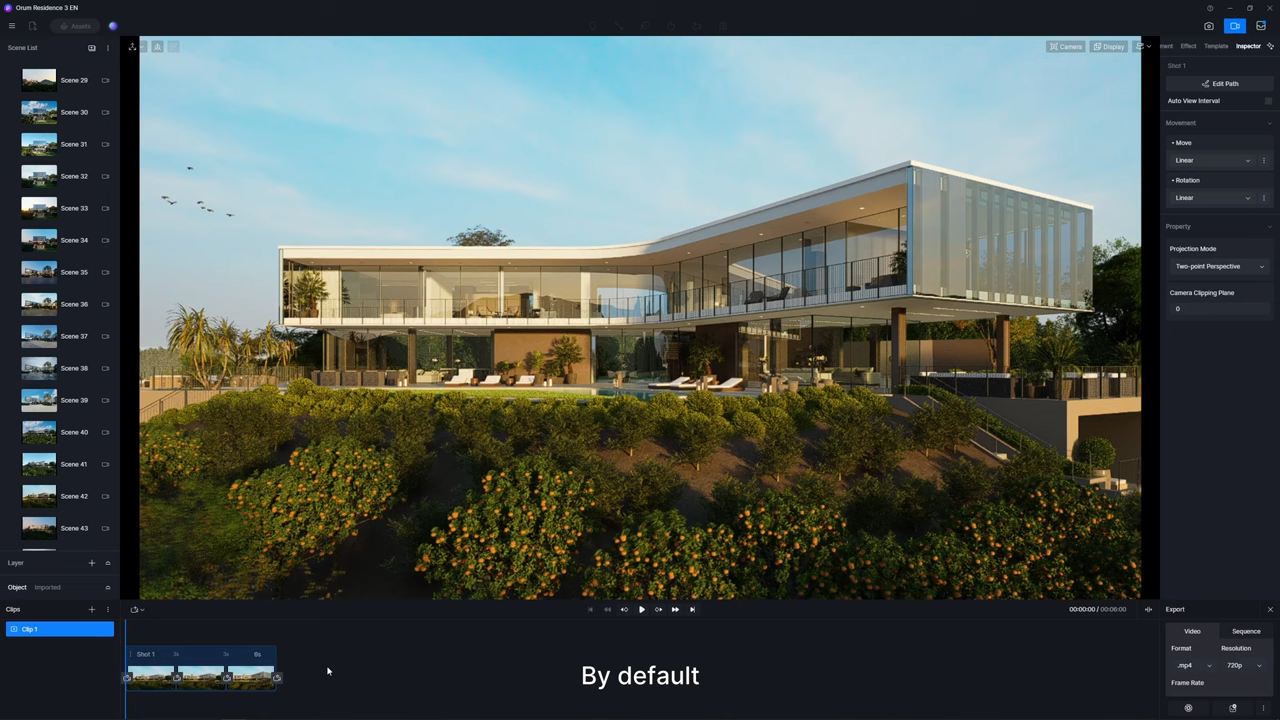 Orum Residence 3 EN
Assets
Scene List
Scene 29
Scene 30
Scene 31
Scene 32
Scene 33
Scene 34
Scene 35
Scene 36
Scene 37
Scene 38
Scene 39
Scene 40
Scene 41
Scene 42
Scene 43
Layer
Object Imported
Clips
Clip 1
Camera Display
ment Effect Template Inspector
Shot 1
Edit Path
Auto View Interval
Movement
• Move
Linear
• Rotation
Linear
Property
Projection Mode
Two-point Perspective
Camera Clipping Plane
0
00:00:00 / 00:06:00
Shot 1 3s 3s 6s
By default
Export
Video Sequence
Format Resolution
.mp4 720p
Frame Rate